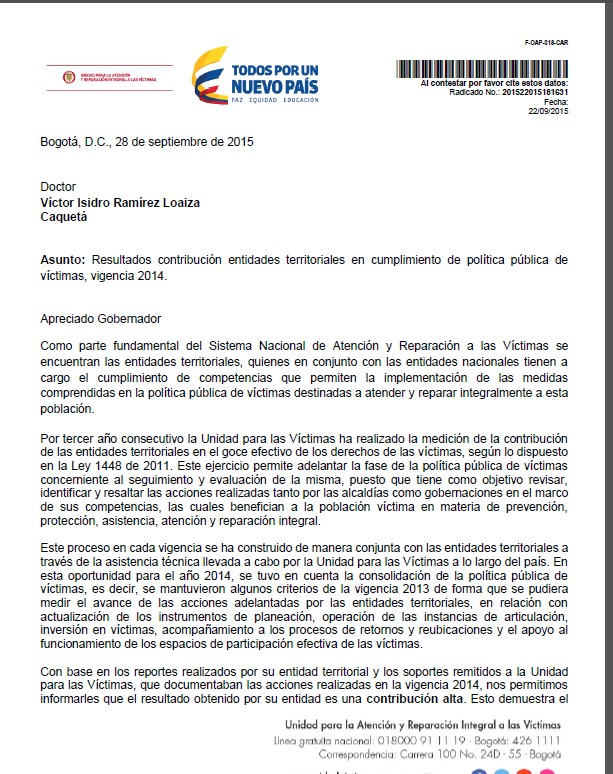 F-OAP-018-CAR
UNIDAD PARA LA ATENCIÓN
Y REPARACIÓN INTEGRAL A LAS VÍCTIMAS
TODOS POR UN
NUEVO PAÍS
PAZ EQUIDAD EDUCACIÓN
Al contestar por favor cite estos datos:
Radicado No.: 201522015181631
Fecha:
22/09/2015
Bogotá, D.C., 28 de septiembre de 2015
Doctor
Víctor Isidro Ramírez Loaiza
Caquetá
Asunto: Resultados contribución entidades territoriales en cumplimiento de política pública de
víctimas, vigencia 2014.
Apreciado Gobernador
Como parte fundamental del Sistema Nacional de Atención y Reparación a las Víctimas se
encuentran las entidades territoriales, quienes en conjunto con las entidades nacionales tienen a
cargo el cumplimiento de competencias que permiten la implementación de las medidas
comprendidas en la política pública de víctimas destinadas a atender y reparar integralmente a esta
población.
Por tercer año consecutivo la Unidad para las Víctimas ha realizado la medición de la contribución
de las entidades territoriales en el goce efectivo de los derechos de las víctimas, según lo dispuesto
en la Ley 1448 de 2011. Este ejercicio permite adelantar la fase de la política pública de víctimas
concerniente al seguimiento y evaluación de la misma, puesto que tiene como objetivo revisar,
identificar y resaltar las acciones realizadas tanto por las alcaldías como gobernaciones en el marco
de sus competencias, las cuales benefician a la población víctima en materia de prevención,
protección, asistencia, atención y reparación integral.
Este proceso en cada vigencia se ha construido de manera conjunta con las entidades territoriales a
través de la asistencia técnica llevada a cabo por la Unidad para las Víctimas a lo largo del país. En
esta oportunidad para el año 2014, se tuvo en cuenta la consolidación de la política pública de
víctimas, es decir, se mantuvieron algunos criterios de la vigencia 2013 de forma que se pudiera
medir el avance de las acciones adelantadas por las entidades territoriales, en relación con
actualización de los instrumentos de planeación, operación de las instancias de articulación,
inversión en víctimas, acompañamiento a los procesos de retornos y reubicaciones y el apoyo al
funcionamiento de los espacios de participación efectiva de las víctimas.
Con base en los reportes realizados por su entidad territorial y los soportes remitidos a la Unidad
para las Víctimas, que documentaban las acciones realizadas en la vigencia 2014, nos permitimos
informarles que el resultado obtenido por su entidad es una contribución alta. Esto demuestra el
Unidad para la Atención y Reparación Integral a las Víctimas
Línea gratuita nacional: 018000 91 11 19 · Bogotá: 426 1111
Correspondencia: Carrera 100 No. 24D - 55 · Bogotá